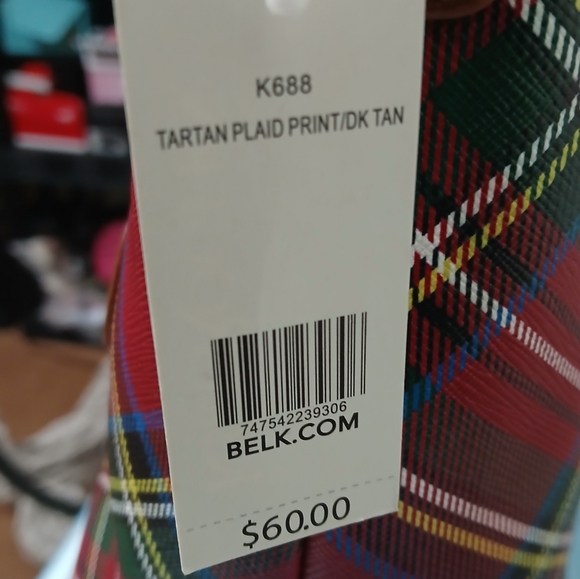 K688
TARTAN PLAID PRINT/DK TAN
747542239306
BELK.COM
$60.00